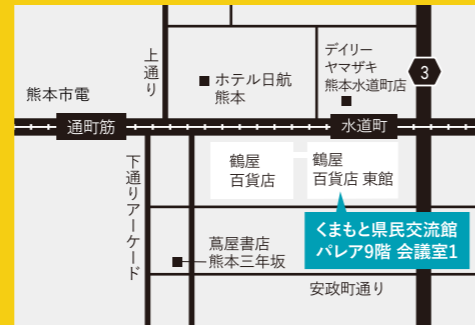 上通り
ホテル日航
熊本
デイリー
ヤマザキ
熊本水道町店
3
熊本市電
通町筋
水道町
下通りアーケード
鶴屋
百貨店
鶴屋
百貨店 東館
くまもと県民交流館
パレア9階 会議室1
蔦屋書店
熊本三年坂
安政町通り